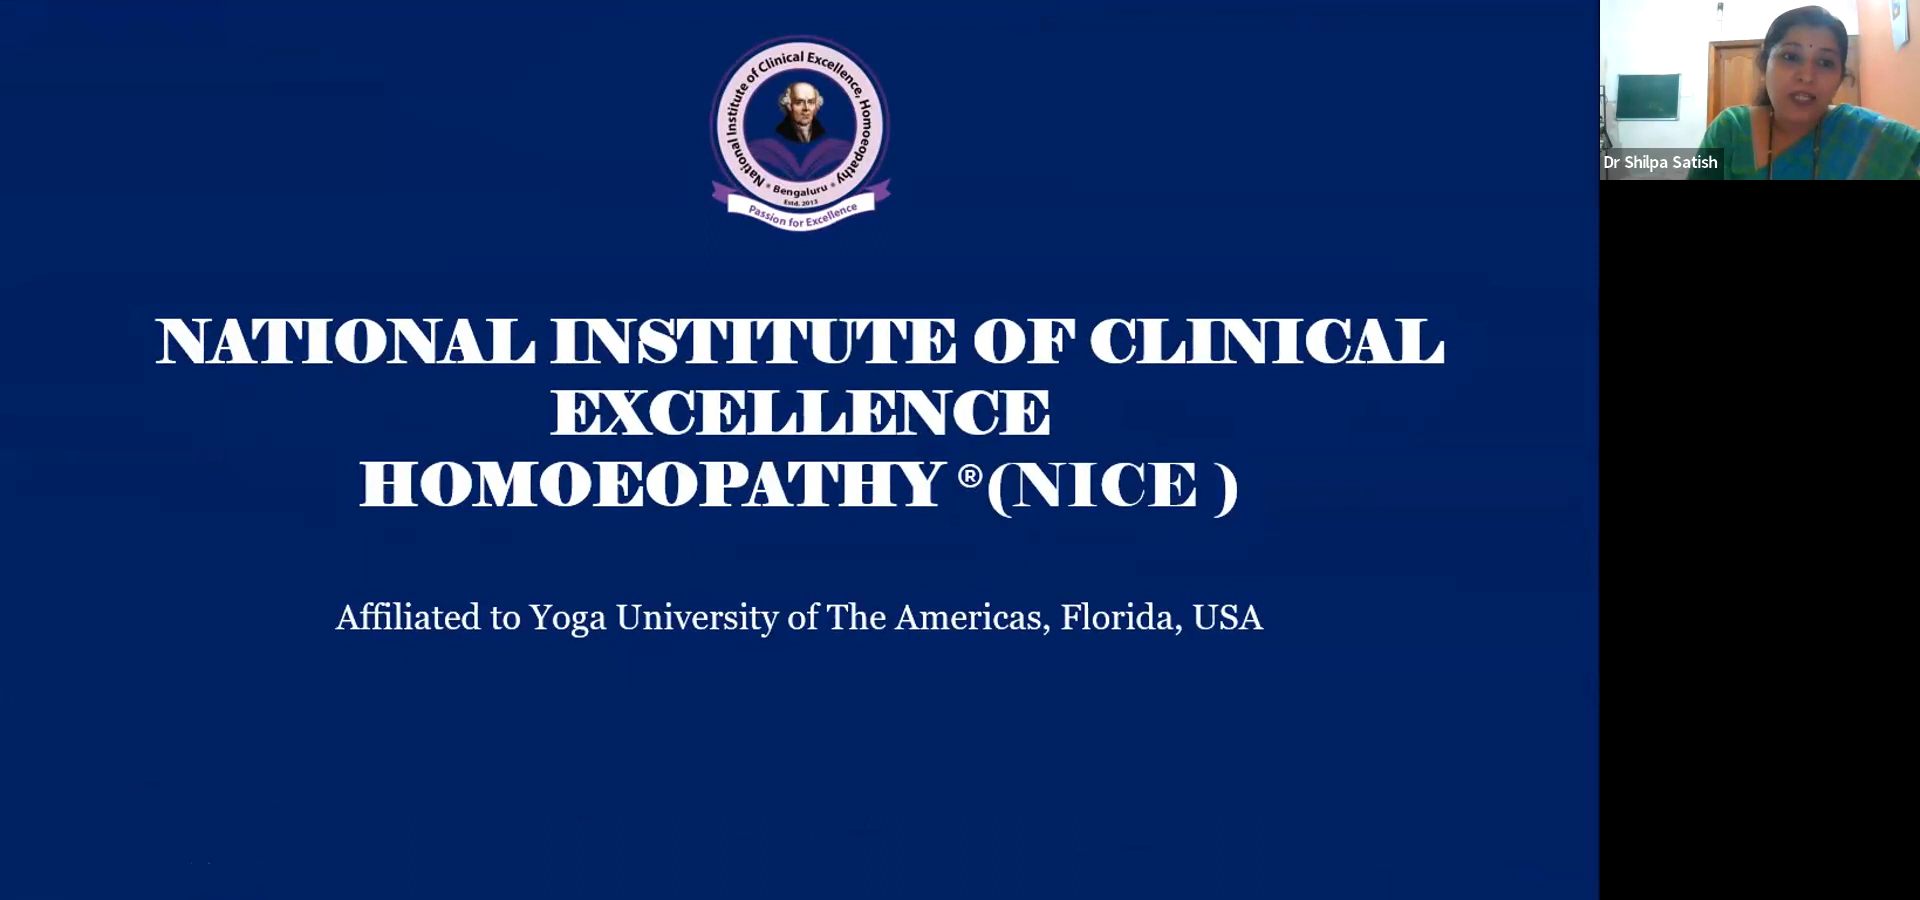 National Institute of Clinical Excellence, Homoeopathy
Bengaluru
Estd. 2013
Passion for Excellence
NATIONAL INSTITUTE OF CLINICAL
EXCELLENCE
HOMOEOPATHY ®(NICE )
Affiliated to Yoga University of The Americas, Florida, USA
Dr Shilpa Satish